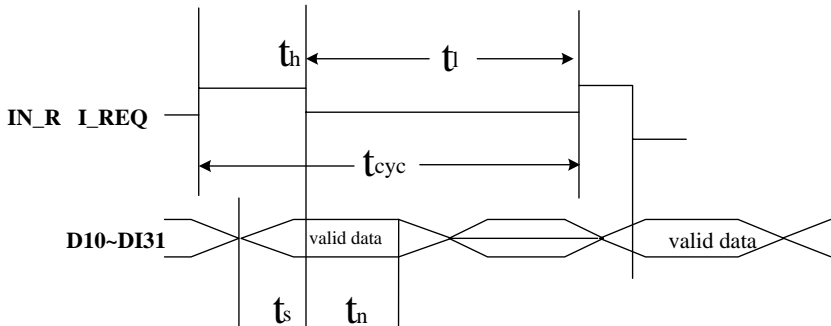 th
tl
IN_R I_REQ
tcyc
D10~DI31
valid data
valid data
ts
tn